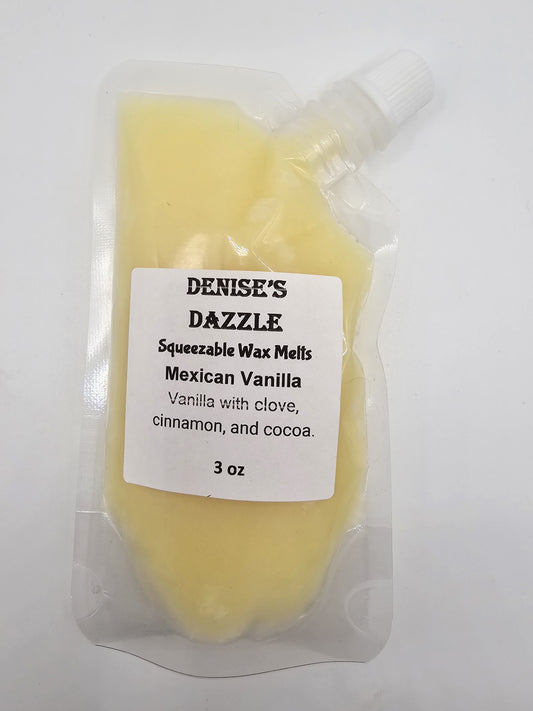 DENISE'S
DAZZLE
Squeezable Wax Melts
Mexican Vanilla
Vanilla with clove,
cinnamon, and cocoa.
3 oz